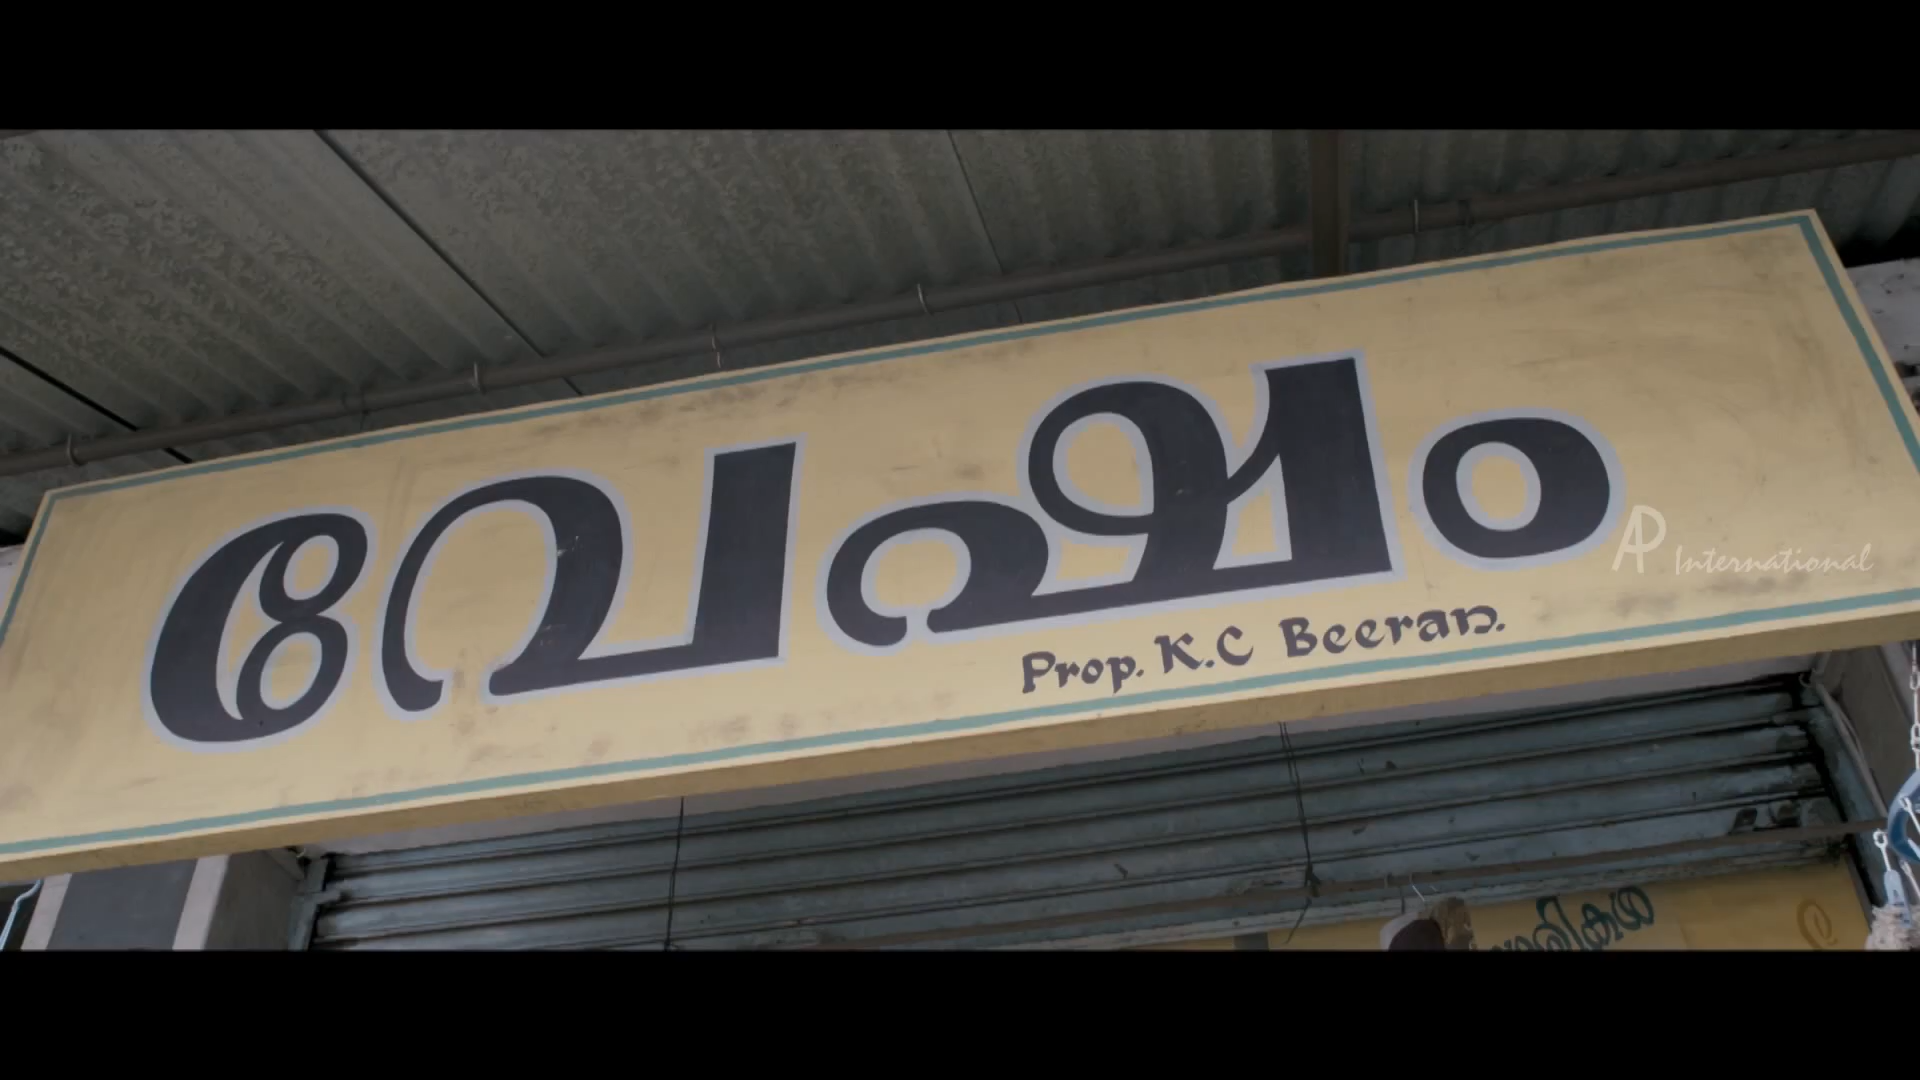 വേഷം
Prop. K.C Beeran.
AP International